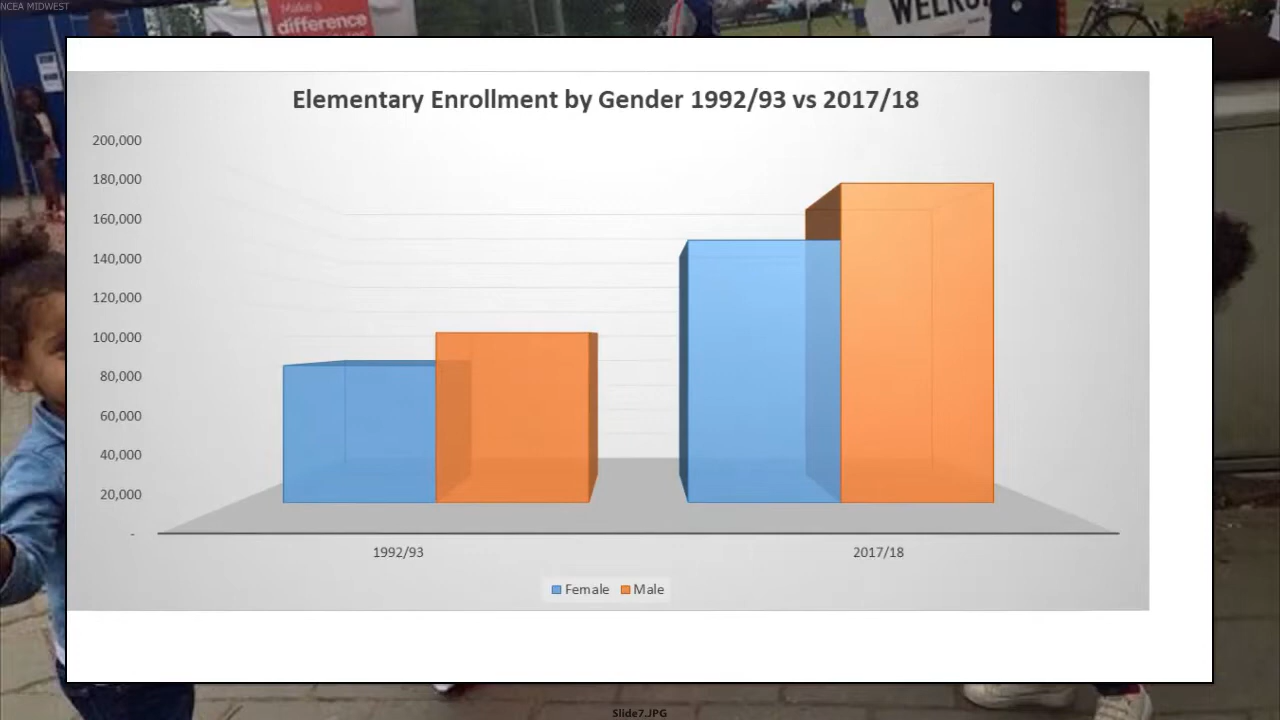 NCEA MIDWEST
Make a
difference
WELKO
Elementary Enrollment by Gender 1992/93 vs 2017/18
200,000
180,000
160,000
140,000
120,000
100,000
80,000
60,000
40,000
20,000
-
1992/93
2017/18
Female
Male
Slide7.JPG